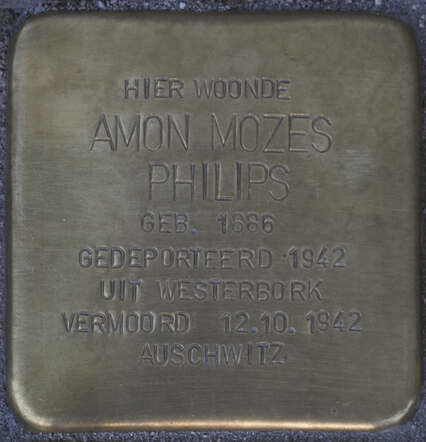 HIER WOONDE
AMON MOZES
PHILIPS
GEB. 1886
GEDEPORTEERD 1942
UIT WESTERBORK
VERMOORD 12.10.1942
AUSCHWITZ